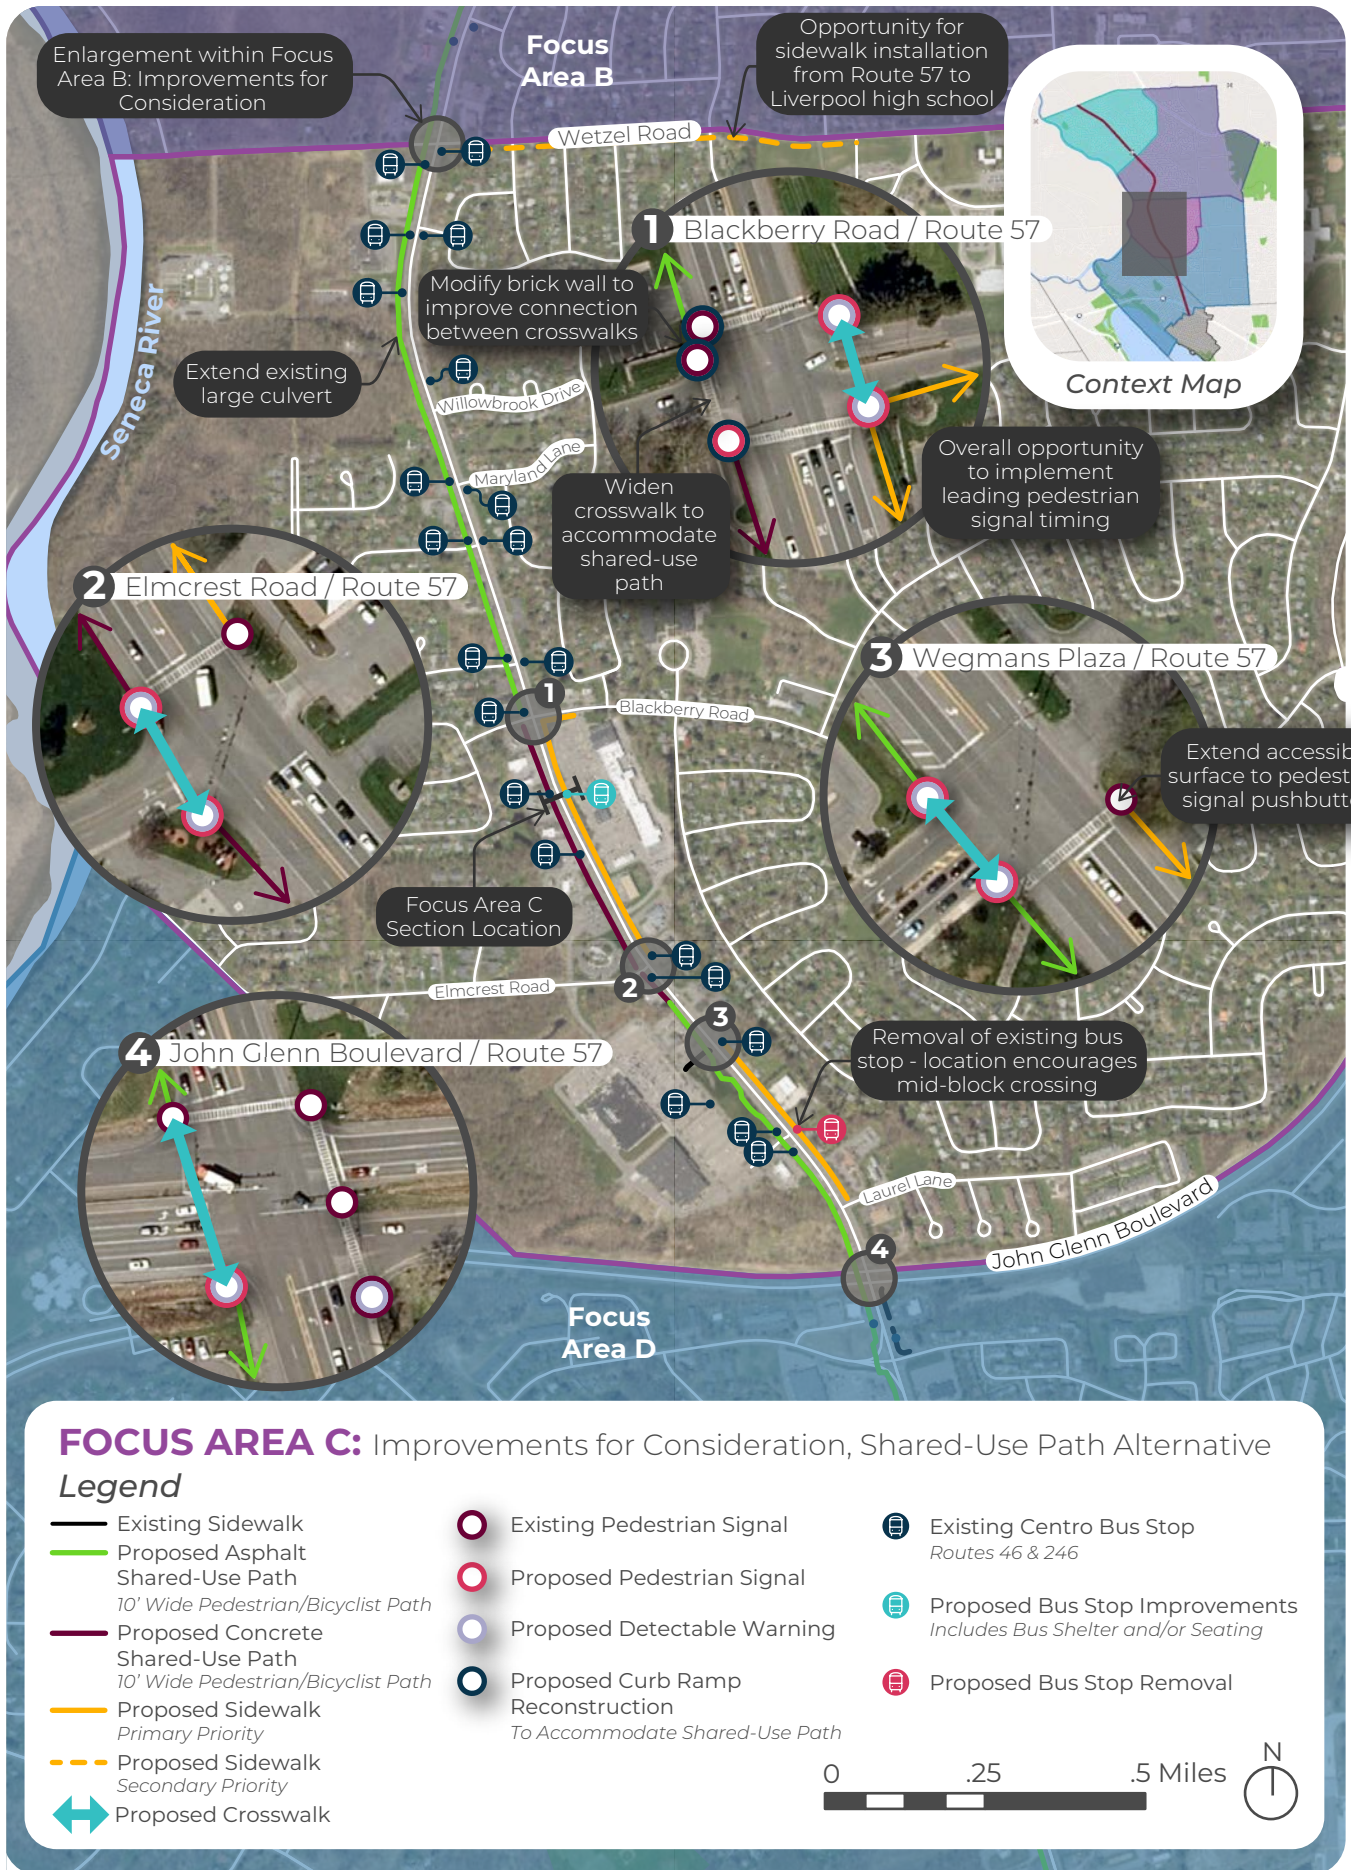 Enlargement within Focus
Area B: Improvements for
Consideration
Focus
Area B
Opportunity for
sidewalk installation
from Route 57 to
Liverpool high school
Wetzel Road
Context Map
1 Blackberry Road / Route 57
Modify brick wall to
improve connection
between crosswalks
Seneca River
Extend existing
large culvert
Willowbrook Drive
Maryland Lane
Widen
crosswalk to
accommodate
shared-use
path
Overall opportunity
to implement
leading pedestrian
signal timing
2 Elmcrest Road / Route 57
3 Wegmans Plaza / Route 57
1
Blackberry Road
Extend accessib
surface to pedest
signal pushbutt
Focus Area C
Section Location
2
Elmcrest Road
3
Removal of existing bus
stop - location encourages
mid-block crossing
4 John Glenn Boulevard / Route 57
Laurel Lane
John Glenn Boulevard
4
Focus
Area D
FOCUS AREA C: Improvements for Consideration, Shared-Use Path Alternative
Legend
Existing Sidewalk
Proposed Asphalt
Shared-Use Path
10' Wide Pedestrian/Bicyclist Path
Proposed Concrete
Shared-Use Path
10' Wide Pedestrian/Bicyclist Path
Proposed Sidewalk
Primary Priority
Proposed Sidewalk
Secondary Priority
Proposed Crosswalk
Existing Pedestrian Signal
Proposed Pedestrian Signal
Proposed Detectable Warning
Proposed Curb Ramp
Reconstruction
To Accommodate Shared-Use Path
Existing Centro Bus Stop
Routes 46 & 246
Proposed Bus Stop Improvements
Includes Bus Shelter and/or Seating
Proposed Bus Stop Removal
0 .25 .5 Miles
N